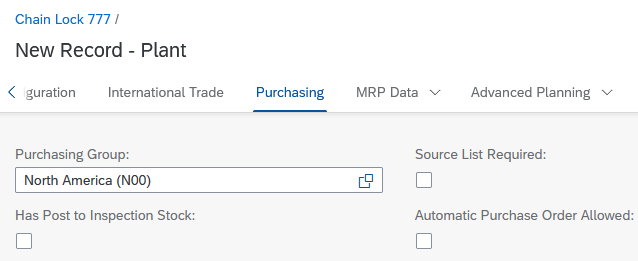 Chain Lock 777 /
New Record - Plant
iguration International Trade Purchasing MRP Data Advanced Planning
Purchasing Group: Source List Required:
North America (N00)
Has Post to Inspection Stock: Automatic Purchase Order Allowed: